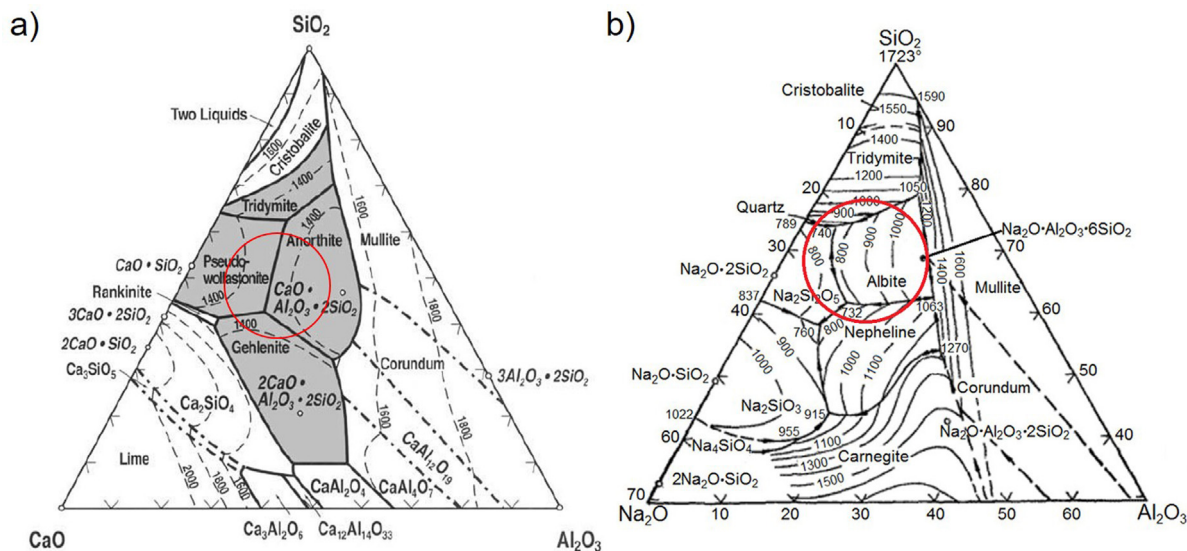 a)
SiO₂
Two Liquids
1600
Cristobalite
1400
Tridymite
1400
1600
Anorthite
Mullite
CaO • SiO₂
Pseudo-
wollastonite
CaO •
Al₂O₃ • 2SiO₂
1800
Rankinite
1400
3CaO • 2SiO₂
1400
Gehlenite
2CaO • SiO₂
Corundum
Ca₃SiO₅
3Al₂O₃ • 2SiO₂
2CaO •
Al₂O₃ • 2SiO₂
Ca₂SiO₄
1600
1800
Lime
CaAl₁₂O₁₉
2000
1800
1600
CaAl₂O₄
CaAl₄O₇
CaO
Ca₃Al₂O₆
Ca₁₂Al₁₄O₃₃
Al₂O₃
b)
SiO₂
1723°
Cristobalite
1590
1550
10
90
1400
Tridymite
1200
20
1050
80
1000
Quartz
900
1200
789
740
1000
Na₂O•Al₂O₃•6SiO₂
30
800
800
900
70
1400
1600
Na₂O•2SiO₂
Albite
Mullite
837
Na₂Si₂O₅
1063
60
40
732
760
800
Nepheline
900
1000
1000
1100
1270
50
Na₂O•SiO₂
Corundum
Na₂SiO₃
915
1022
Na₂O•Al₂O₃•2SiO₂
60
Na₄SiO₄
955
1100
40
1300
Carnegite
2Na₂O•SiO₂
1500
70
Na₂O
10
20
30
40
50
60
70
Al₂O₃